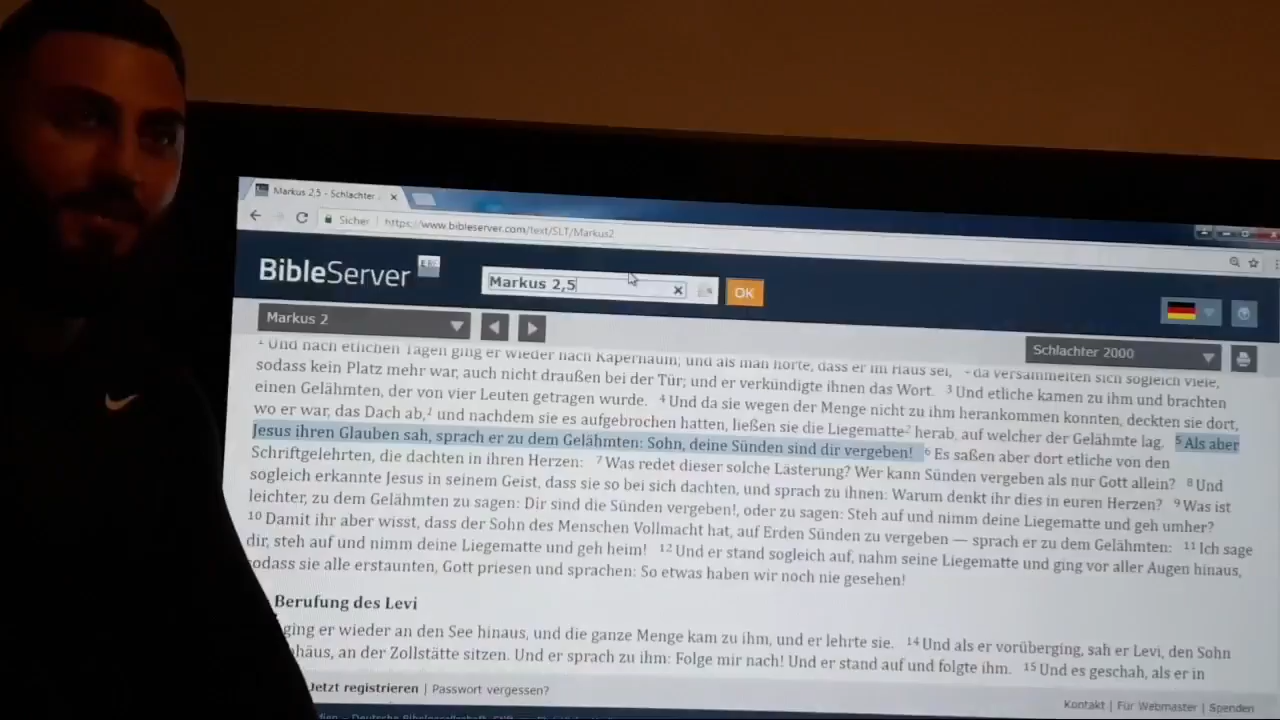 Markus 2,5 - Schlachter
Sicher | https://www.bibleserver.com/text/SLT/Markus2
BibleServer
ERF
Markus 2,5
OK
Markus 2
Schlachter 2000
1 Und nach etlichen Tagen ging er wieder nach Kapernaum; und als man hörte, dass er im Haus sei, 2 da versammelten sich sogleich viele,
sodass kein Platz mehr war, auch nicht draußen bei der Tür; und er verkündigte ihnen das Wort. 3 Und etliche kamen zu ihm und brachten
einen Gelähmten, der von vier Leuten getragen wurde. 4 Und da sie wegen der Menge nicht zu ihm herankommen konnten, deckten sie dort,
wo er war, das Dach ab,1 und nachdem sie es aufgebrochen hatten, ließen sie die Liegematte2 herab, auf welcher der Gelähmte lag. 5 Als aber
Jesus ihren Glauben sah, sprach er zu dem Gelähmten: Sohn, deine Sünden sind dir vergeben! 6 Es saßen aber dort etliche von den
Schriftgelehrten, die dachten in ihren Herzen: 7 Was redet dieser solche Lästerung? Wer kann Sünden vergeben als nur Gott allein? 8 Und
sogleich erkannte Jesus in seinem Geist, dass sie so bei sich dachten, und sprach zu ihnen: Warum denkt ihr dies in euren Herzen? 9 Was ist
leichter, zu dem Gelähmten zu sagen: Dir sind die Sünden vergeben!, oder zu sagen: Steh auf und nimm deine Liegematte und geh umher?
10 Damit ihr aber wisst, dass der Sohn des Menschen Vollmacht hat, auf Erden Sünden zu vergeben — sprach er zu dem Gelähmten: 11 Ich sage
dir, steh auf und nimm deine Liegematte und geh heim! 12 Und er stand sogleich auf, nahm seine Liegematte und ging vor aller Augen hinaus,
sodass sie alle erstaunten, Gott priesen und sprachen: So etwas haben wir noch nie gesehen!
Berufung des Levi
ging er wieder an den See hinaus, und die ganze Menge kam zu ihm, und er lehrte sie. 14 Und als er vorüberging, sah er Levi, den Sohn
häus, an der Zollstätte sitzen. Und er sprach zu ihm: Folge mir nach! Und er stand auf und folgte ihm. 15 Und es geschah, als er in
Jetzt registrieren | Passwort vergessen?
Kontakt | Für Webmaster | Spenden